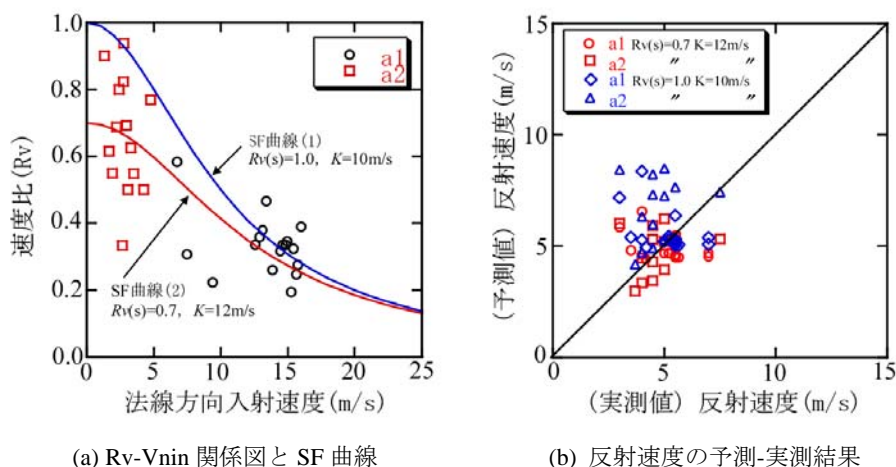 1.0
0.8
0.6
0.4
0.2
0.0
速度比(Rv)
a1
a2
SF曲線(1)
Rv(s)=1.0, K=10m/s
SF曲線(2)
Rv(s)=0.7, K=12m/s
0 5 10 15 20 25
法線方向入射速度(m/s)
(a) Rv-Vnin 関係図と SF 曲線
15
10
5
0
(予測値) 反射速度(m/s)
a1 Rv(s)=0.7 K=12m/s
a2 〃 〃
a1 Rv(s)=1.0 K=10m/s
a2 〃 〃
0 5 10 15
(実測値) 反射速度(m/s)
(b) 反射速度の予測-実測結果